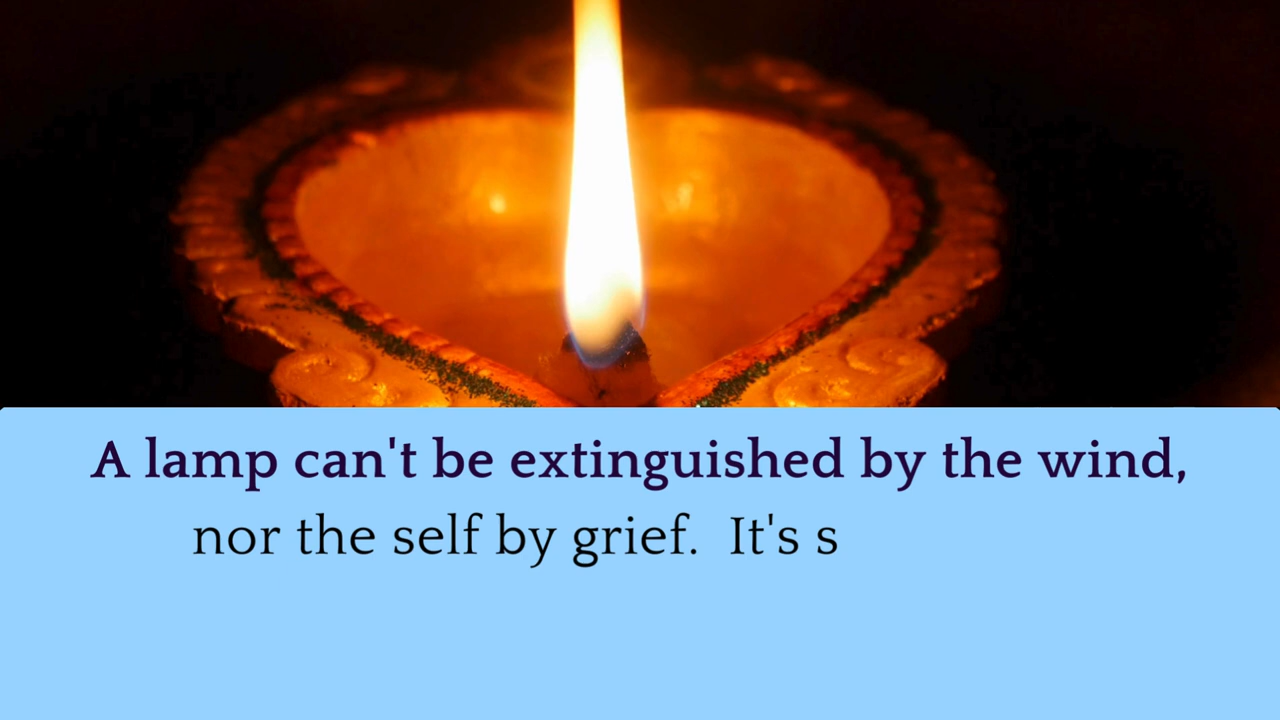 A lamp can't be extinguished by the wind,
nor the self by grief. It's s